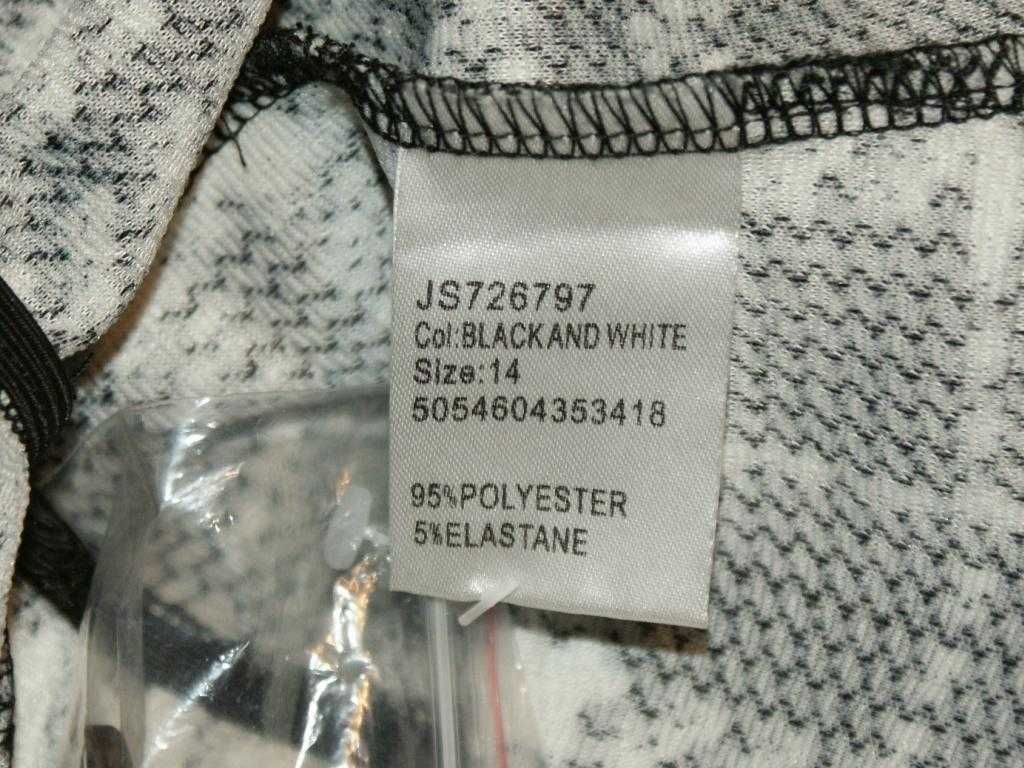 JS726797
Col:BLACK AND WHITE
Size:14
5054604353418
95%POLYESTER
5%ELASTANE